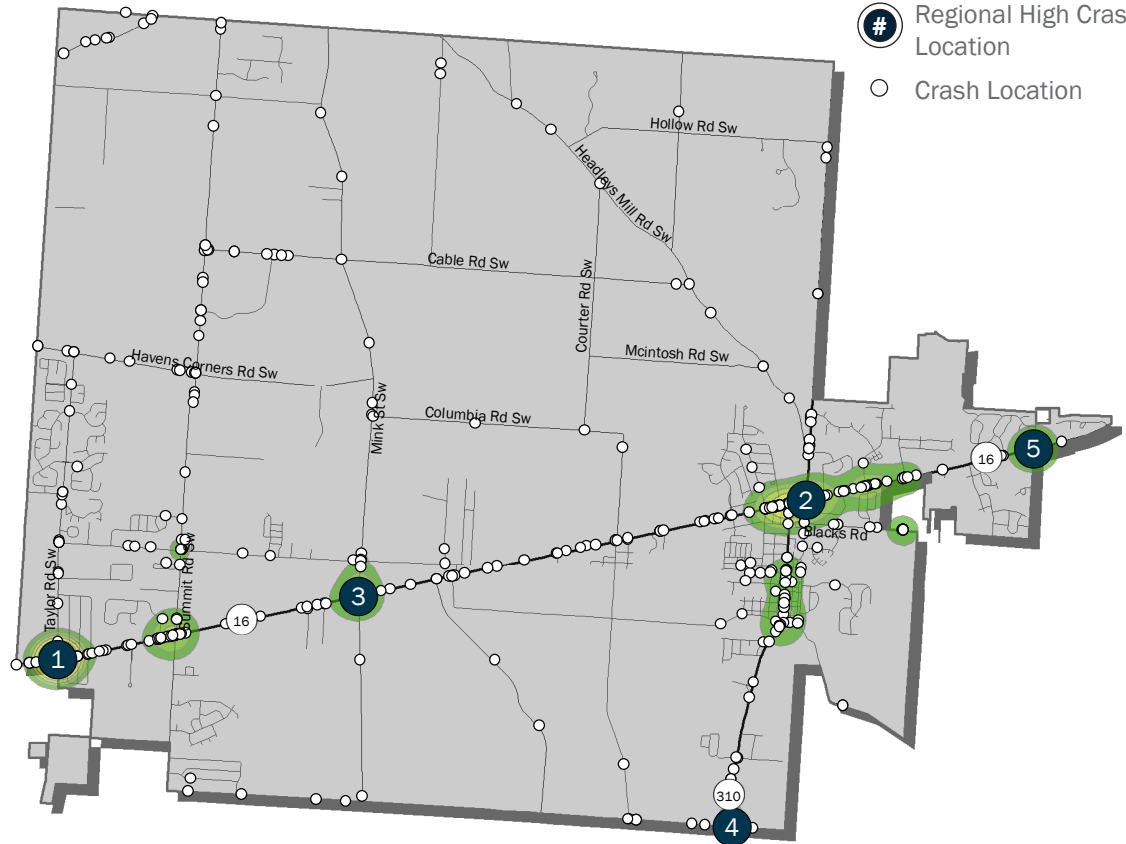 #
Regional High Cras
Location
Crash Location
Hollow Rd Sw
Headleys Mill Rd Sw
Cable Rd Sw
Courter Rd Sw
Mcintosh Rd Sw
Havens Corners Rd Sw
Mink St Sw
Columbia Rd Sw
16
5
2
Blacks Rd
Taylor Rd Sw
Summit Rd Sw
3
16
1
310
4